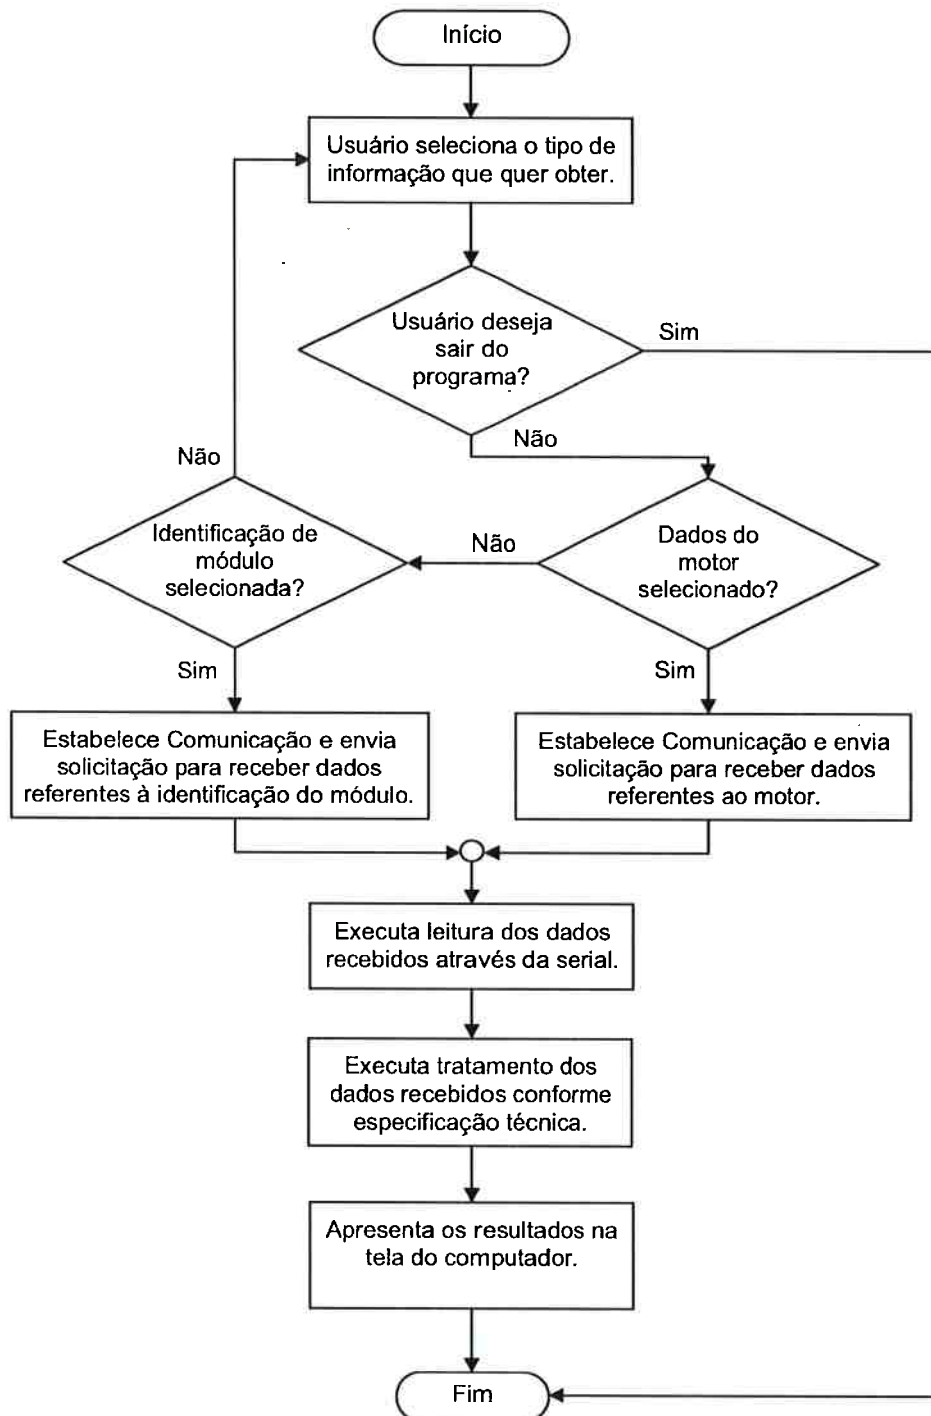 Início
Usuário seleciona o tipo de
informação que quer obter.
Usuário deseja
sair do
programa?
Sim
Não
Não
Identificação de
módulo
selecionada?
Não
Dados do
motor
selecionado?
Sim
Sim
Estabelece Comunicação e envia
solicitação para receber dados
referentes à identificação do módulo.
Estabelece Comunicação e envia
solicitação para receber dados
referentes ao motor.
Executa leitura dos dados
recebidos através da serial.
Executa tratamento dos
dados recebidos conforme
especificação técnica.
Apresenta os resultados na
tela do computador.
Fim